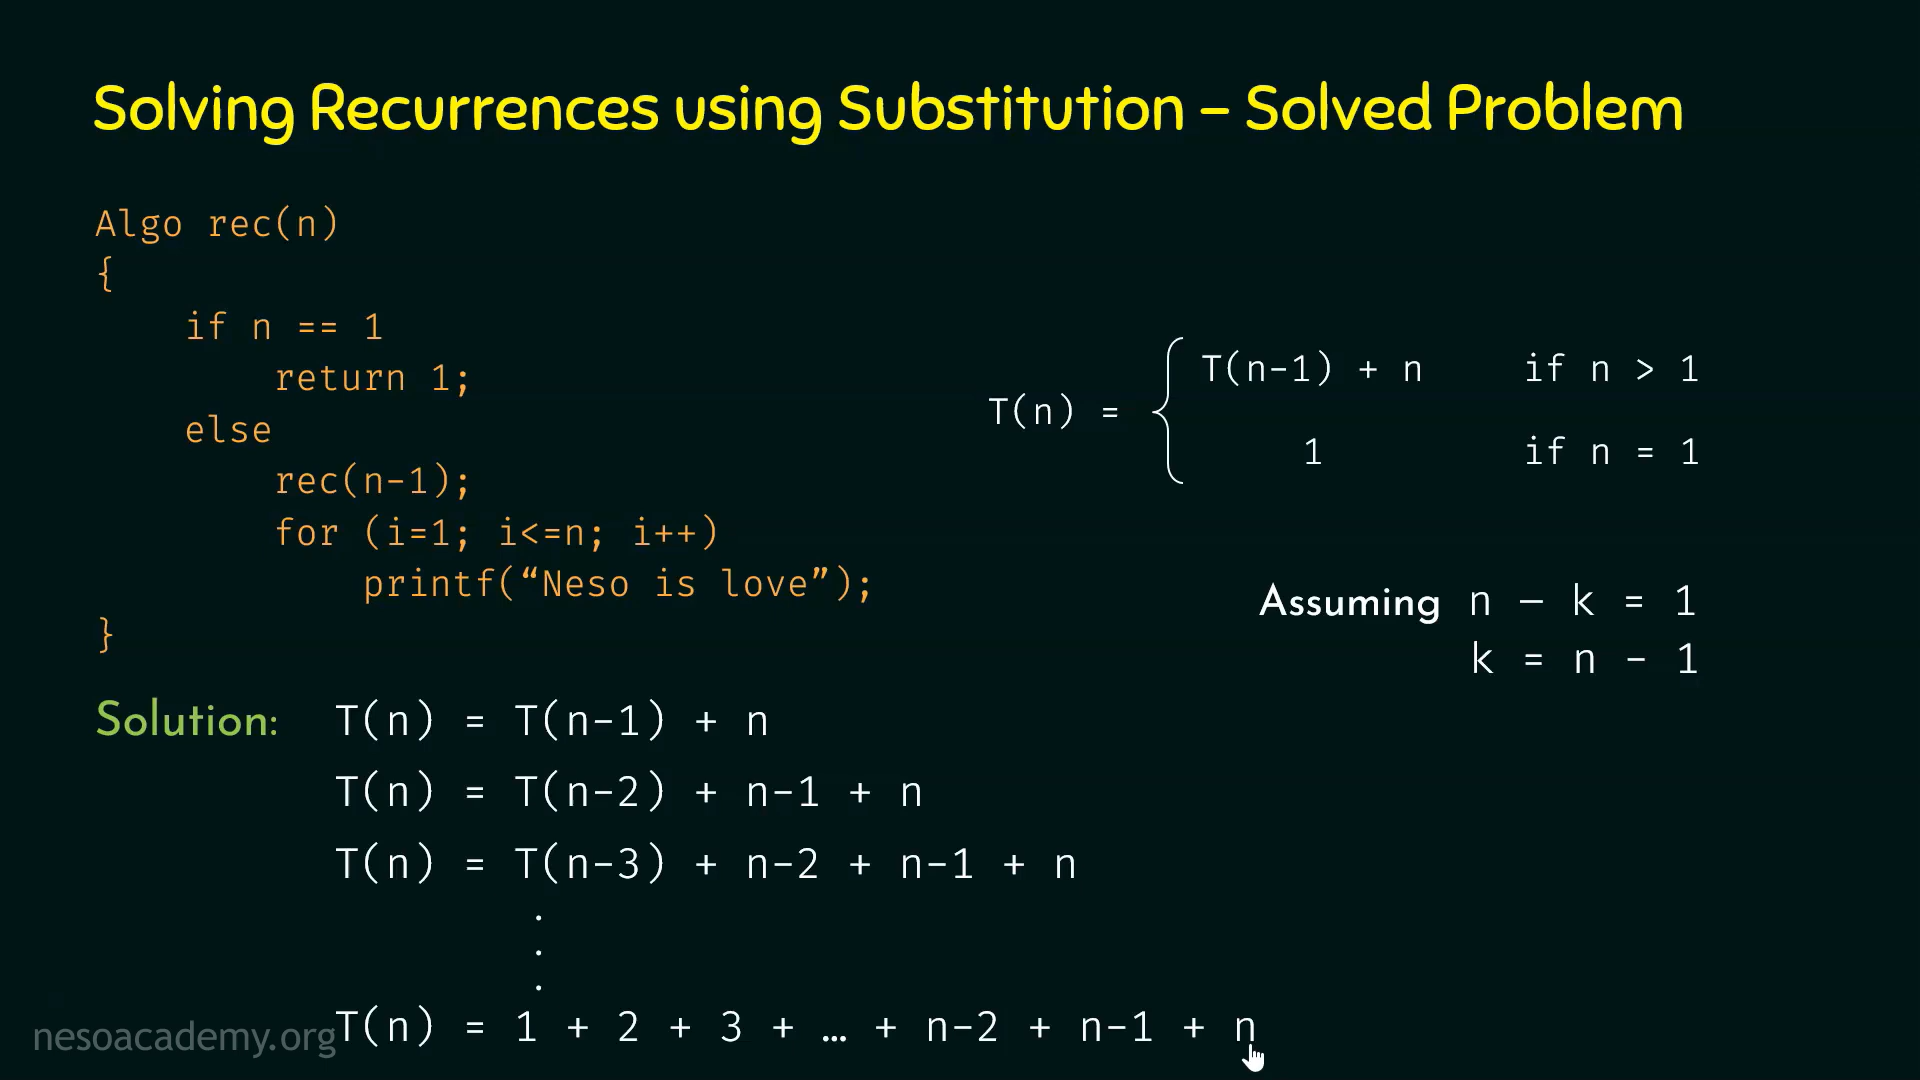 Solving Recurrences using Substitution – Solved Problem
Algo rec(n)
{
if n == 1
return 1;
else
rec(n-1);
for (i=1; i<=n; i++)
printf(“Neso is love”);
}
T(n-1) + n if n > 1
T(n) =
1 if n = 1
Assuming n – k = 1
k = n - 1
Solution: T(n) = T(n-1) + n
T(n) = T(n-2) + n-1 + n
T(n) = T(n-3) + n-2 + n-1 + n
.
.
.
T(n) = 1 + 2 + 3 + … + n-2 + n-1 + n
nesoacademy.org